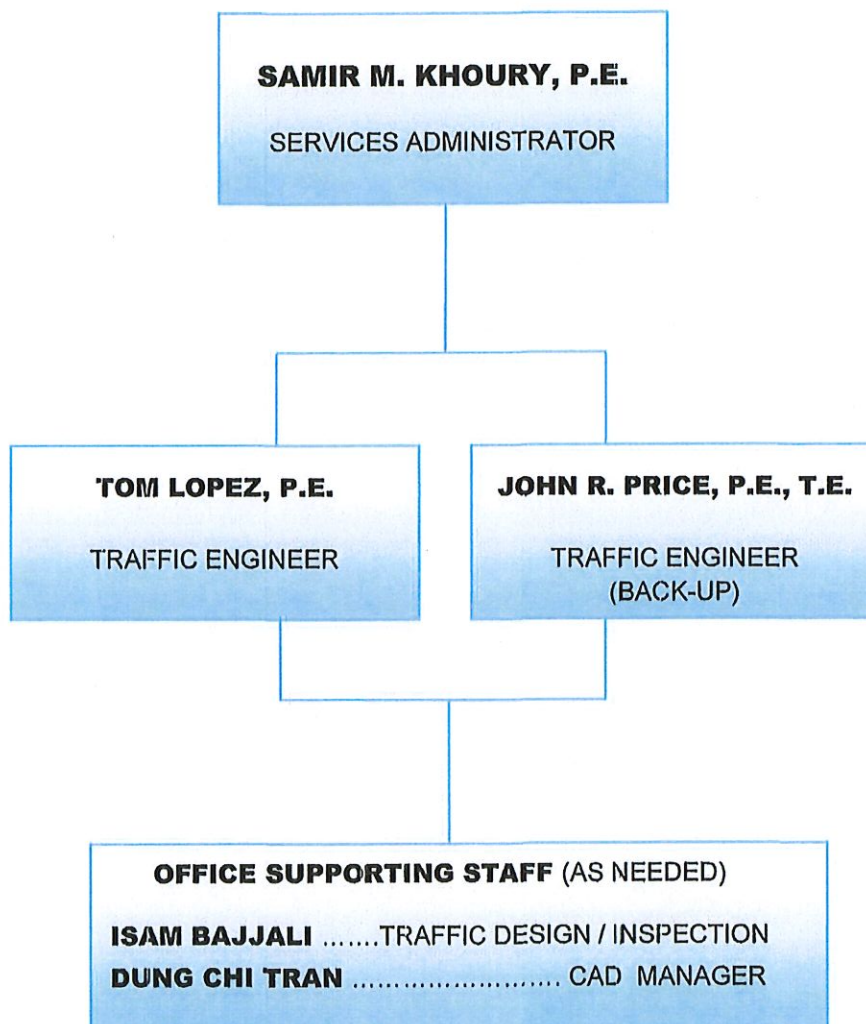 SAMIR M. KHOURY, P.E.
SERVICES ADMINISTRATOR
TOM LOPEZ, P.E.
TRAFFIC ENGINEER
JOHN R. PRICE, P.E., T.E.
TRAFFIC ENGINEER
(BACK-UP)
OFFICE SUPPORTING STAFF (AS NEEDED)
ISAM BAJJALI .......TRAFFIC DESIGN / INSPECTION
DUNG CHI TRAN .......................... CAD MANAGER